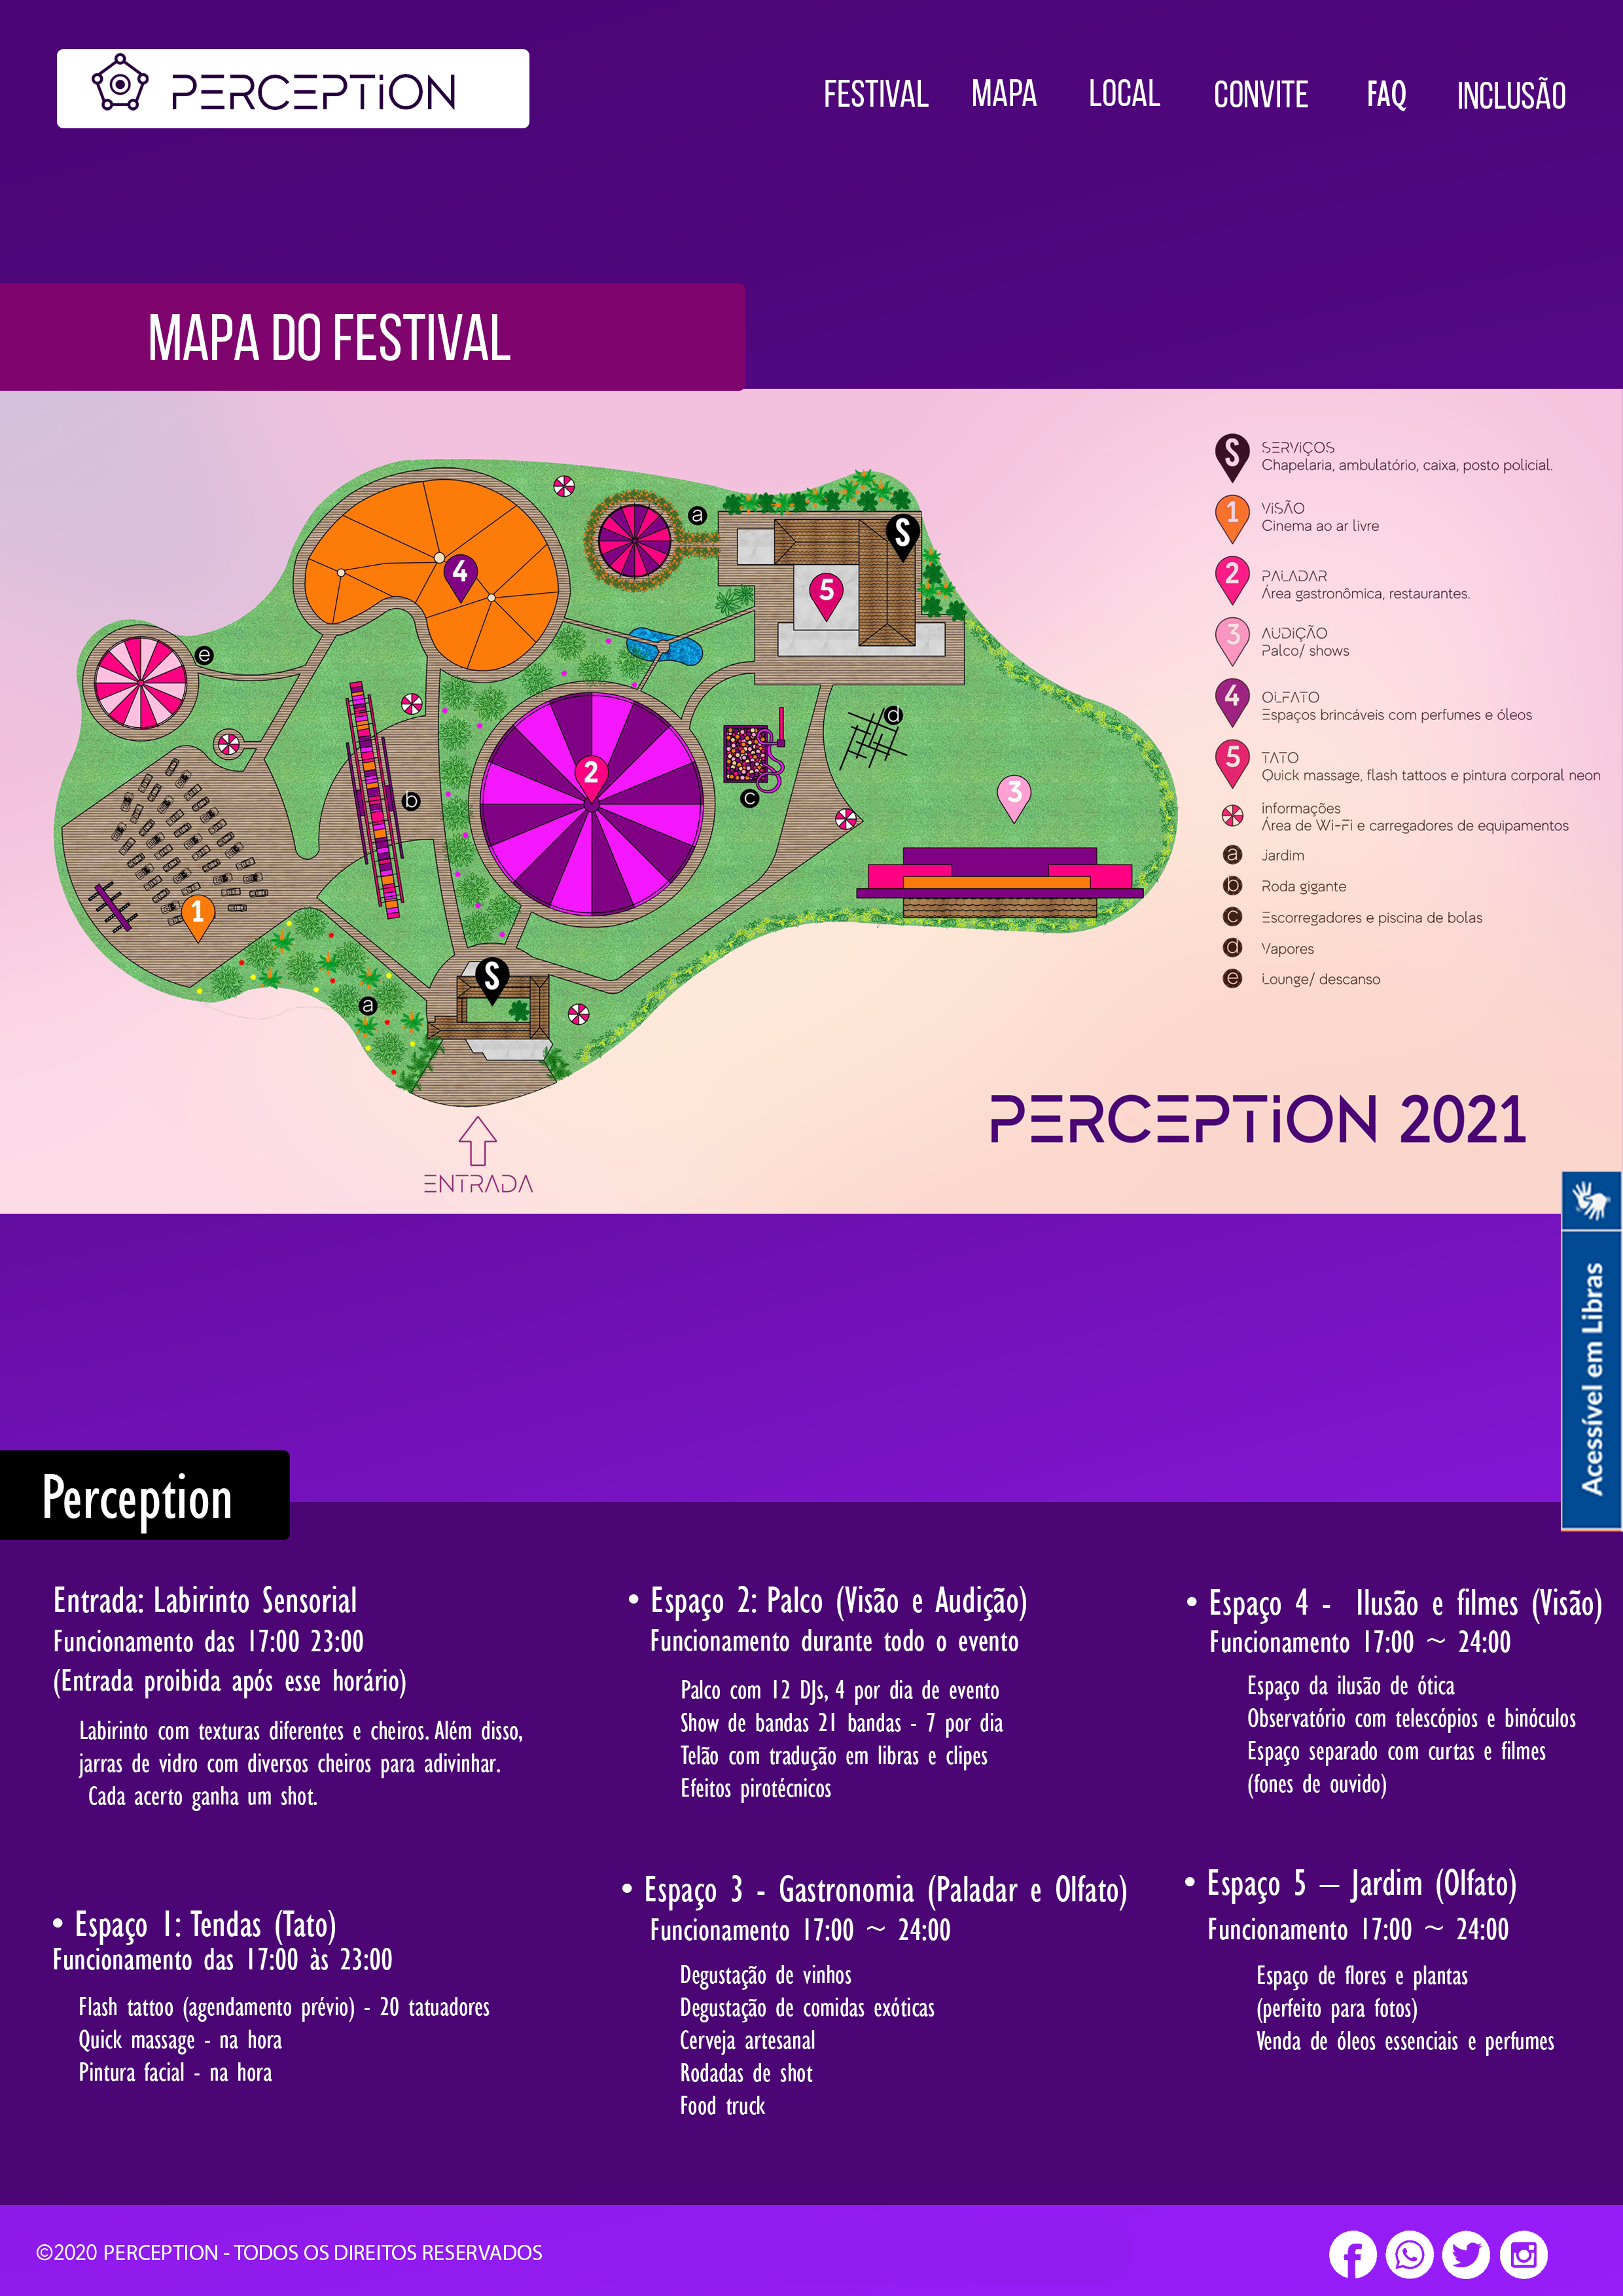 PERCEPTiON
FESTIVAL
MAPA
LOCAL
CONVITE
FAQ
INCLUSÃO
MAPA DO FESTIVAL
S
SERViÇOS
Chapelaria, ambulatório, caixa, posto policial.
1
ViSÃO
Cinema ao ar livre
2
PALADAR
Área gastronômica, restaurantes.
3
AUDiÇÃO
Palco/ shows
4
OLFATO
Espaços brincáveis com perfumes e óleos
5
TATO
Quick massage, flash tattoos e pintura corporal neon
informações
Área de Wi-Fi e carregadores de equipamentos
a
Jardim
b
Roda gigante
c
Escorregadores e piscina de bolas
d
Vapores
e
Lounge/ descanso
a
S
4
5
e
d
2
b
c
3
1
S
a
PERCEPTiON 2021
ENTRADA
Acessível em Libras
Perception
Entrada: Labirinto Sensorial
Funcionamento das 17:00 23:00
(Entrada proibida após esse horário)
Labirinto com texturas diferentes e cheiros. Além disso,
jarras de vidro com diversos cheiros para adivinhar.
Cada acerto ganha um shot.
• Espaço 1: Tendas (Tato)
Funcionamento das 17:00 às 23:00
Flash tattoo (agendamento prévio) - 20 tatuadores
Quick massage - na hora
Pintura facial - na hora
• Espaço 2: Palco (Visão e Audição)
Funcionamento durante todo o evento
Palco com 12 DJs, 4 por dia de evento
Show de bandas 21 bandas - 7 por dia
Telão com tradução em libras e clipes
Efeitos pirotécnicos
• Espaço 3 - Gastronomia (Paladar e Olfato)
Funcionamento 17:00 ~ 24:00
Degustação de vinhos
Degustação de comidas exóticas
Cerveja artesanal
Rodadas de shot
Food truck
• Espaço 4 - Ilusão e filmes (Visão)
Funcionamento 17:00 ~ 24:00
Espaço da ilusão de ótica
Observatório com telescópios e binóculos
Espaço separado com curtas e filmes
(fones de ouvido)
• Espaço 5 – Jardim (Olfato)
Funcionamento 17:00 ~ 24:00
Espaço de flores e plantas
(perfeito para fotos)
Venda de óleos essenciais e perfumes
©2020 PERCEPTION - TODOS OS DIREITOS RESERVADOS